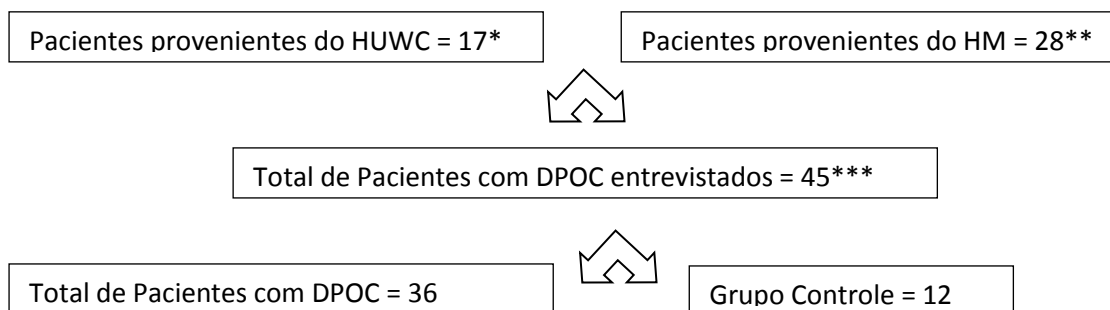 Pacientes provenientes do HUWC = 17*
Pacientes provenientes do HM = 28**
Total de Pacientes com DPOC entrevistados = 45***
Total de Pacientes com DPOC = 36
Grupo Controle = 12